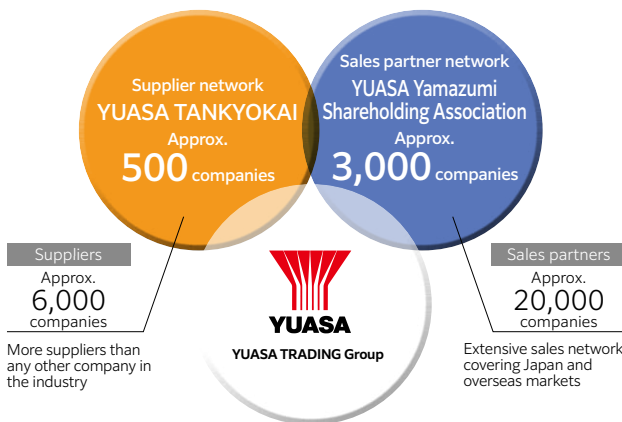 Supplier network
YUASA TANKYOKAI
Approx.
500 companies
Sales partner network
YUASA Yamazumi
Shareholding Association
Approx.
3,000 companies
Suppliers
Approx.
6,000
companies
More suppliers than
any other company in
the industry
YUASA
YUASA TRADING Group
Sales partners
Approx.
20,000
companies
Extensive sales network
covering Japan and
overseas markets